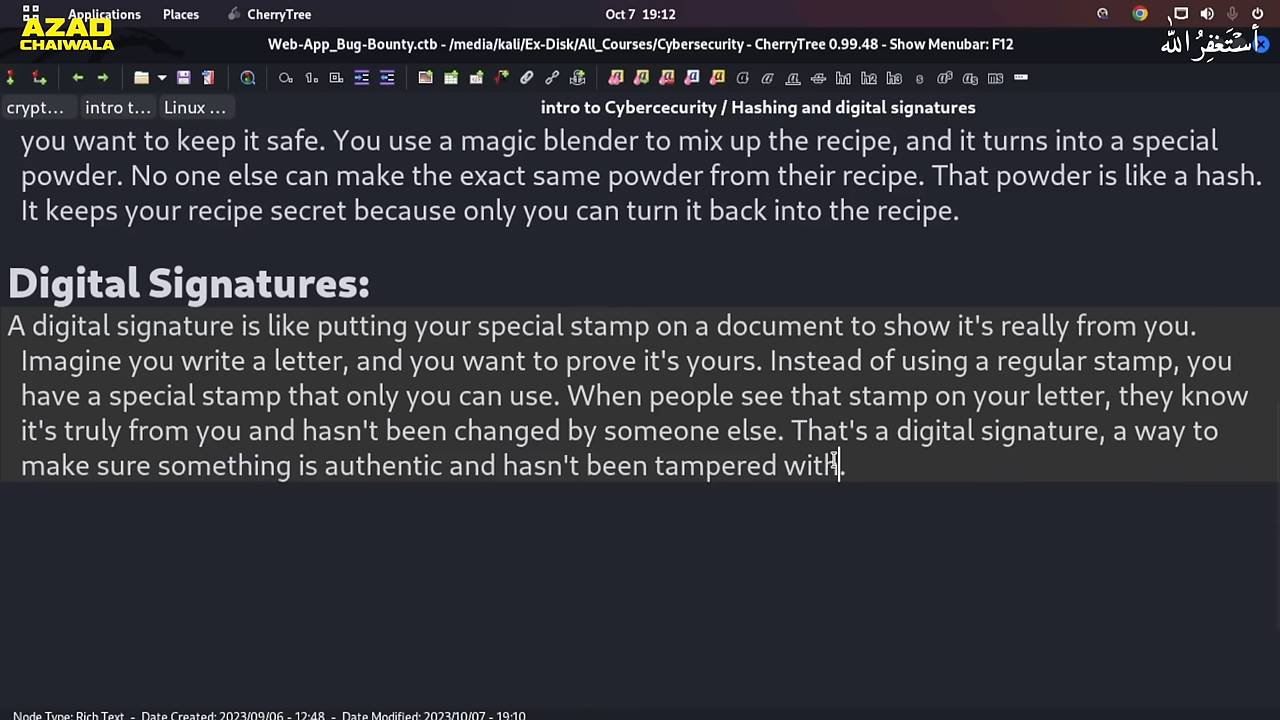 Applications Places CherryTree Oct 7 19:12
AZAD
CHAIWALA
أستغفر الله
Web-App_Bug-Bounty.ctb - /media/kali/Ex-Disk/All_Courses/Cybersecurity - CherryTree 0.99.48 - Show Menubar: F12
h1 h2 h3 s ms
crypt... intro t... Linux ... intro to Cybercecurity / Hashing and digital signatures
you want to keep it safe. You use a magic blender to mix up the recipe, and it turns into a special
powder. No one else can make the exact same powder from their recipe. That powder is like a hash.
It keeps your recipe secret because only you can turn it back into the recipe.
Digital Signatures:
A digital signature is like putting your special stamp on a document to show it's really from you.
Imagine you write a letter, and you want to prove it's yours. Instead of using a regular stamp, you
have a special stamp that only you can use. When people see that stamp on your letter, they know
it's truly from you and hasn't been changed by someone else. That's a digital signature, a way to
make sure something is authentic and hasn't been tampered with.
Node Type: Rich Text - Date Created: 2023/09/06 - 12:48 - Date Modified: 2023/10/07 - 19:10